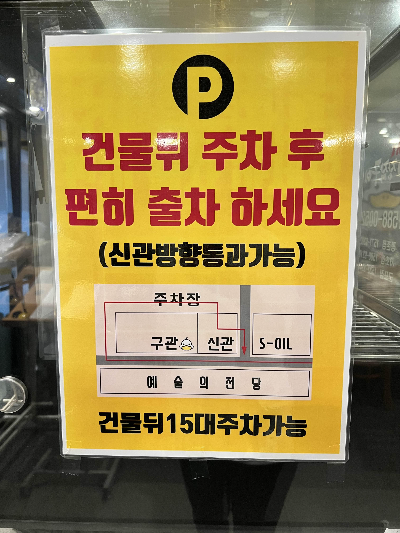 P
건물뒤 주차 후
편히 출차 하세요
(신관방향통과가능)
주차장
구관 신관 S-OIL
예술의전당
건물뒤15대주차가능